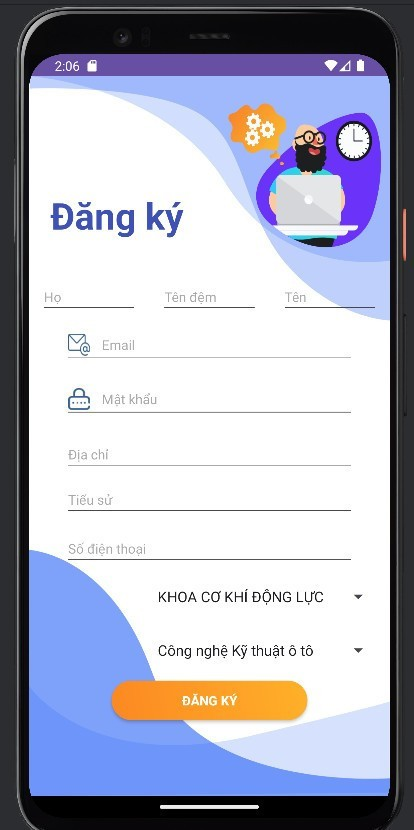 2:06
Đăng ký
Họ Tên đệm Tên
Email
Mật khẩu
Địa chỉ
Tiểu sử
Số điện thoại
KHOA CƠ KHÍ ĐỘNG LỰC
Công nghệ Kỹ thuật ô tô
ĐĂNG KÝ